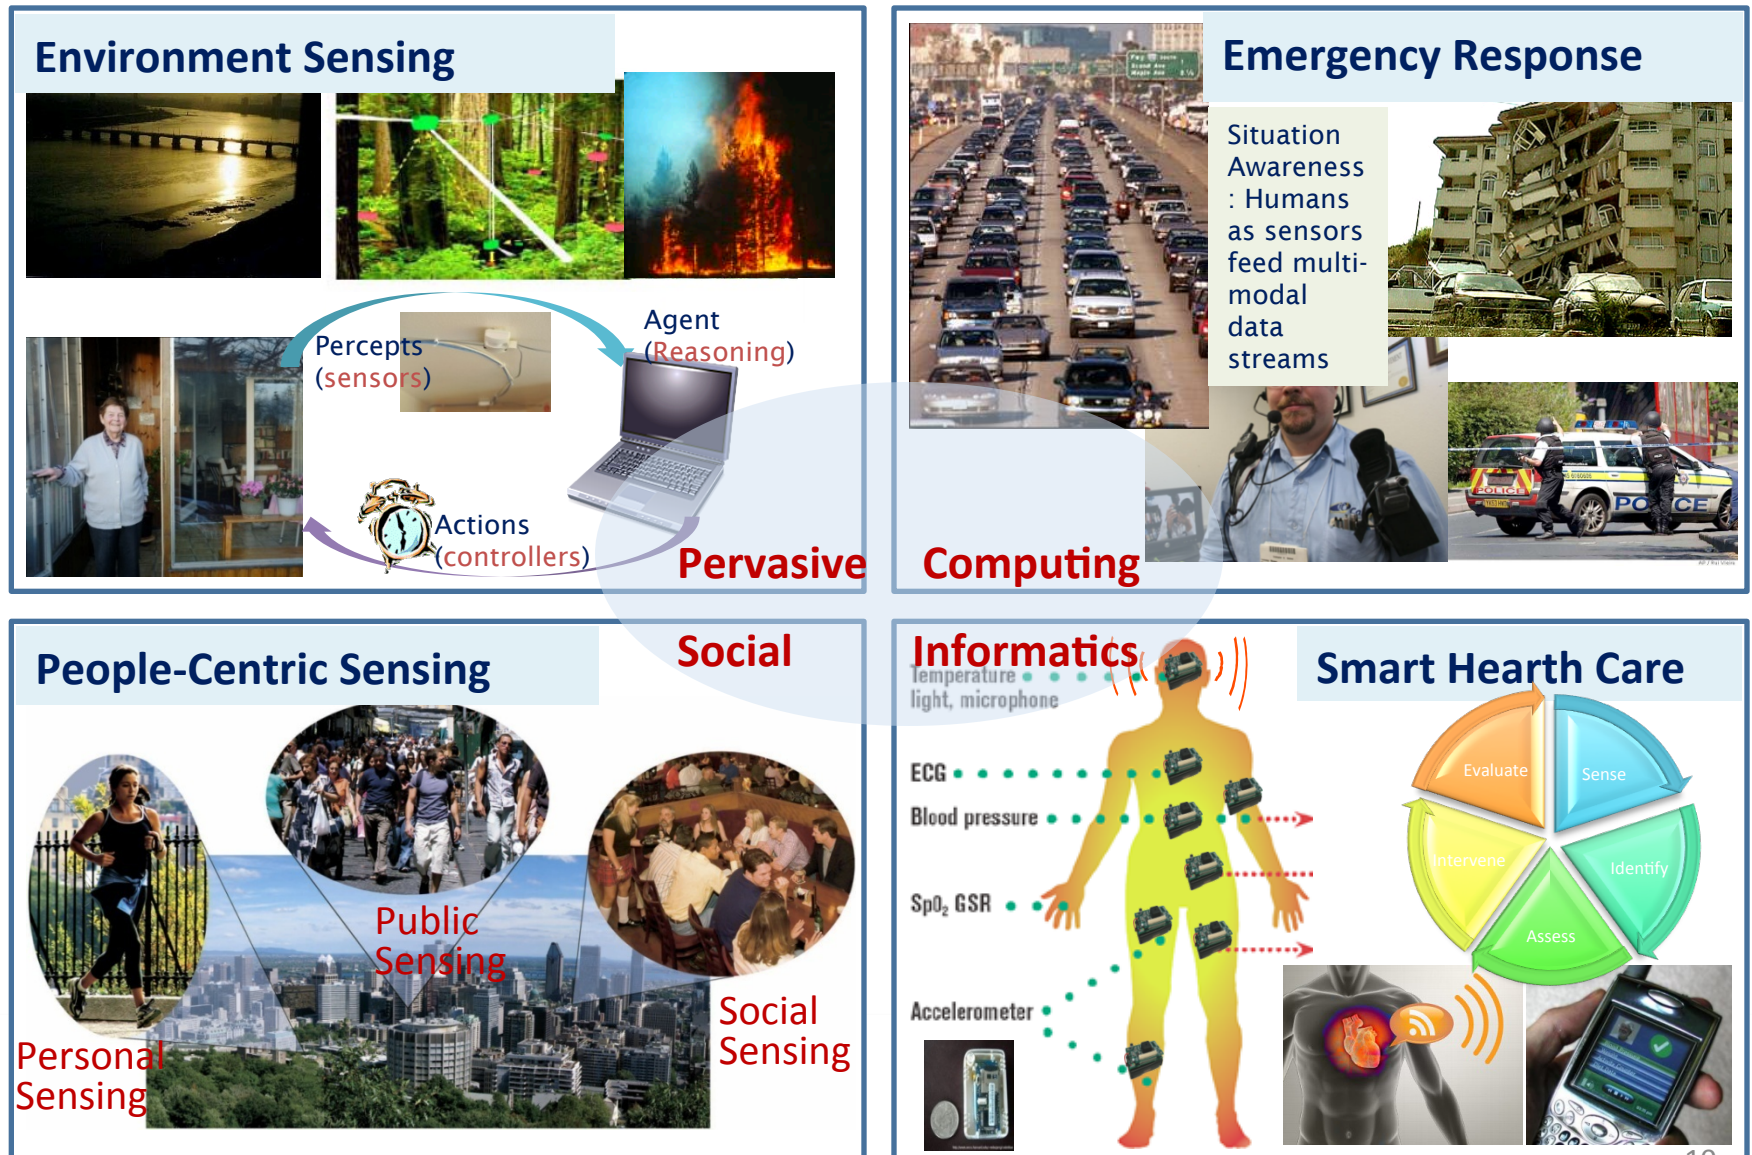 Environment Sensing
Percepts
(sensors)
Agent
(Reasoning)
Actions
(controllers)
Emergency Response
Situation
Awareness
: Humans
as sensors
feed multi-
modal
data
streams
POLICE
POLICE
Pervasive Computing
Social Informatics
People-Centric Sensing
Personal
Sensing
Public
Sensing
Social
Sensing
Smart Hearth Care
Temperature
light, microphone
ECG
Blood pressure
SpO₂ GSR
Accelerometer
Evaluate
Sense
Identify
Assess
Intervene